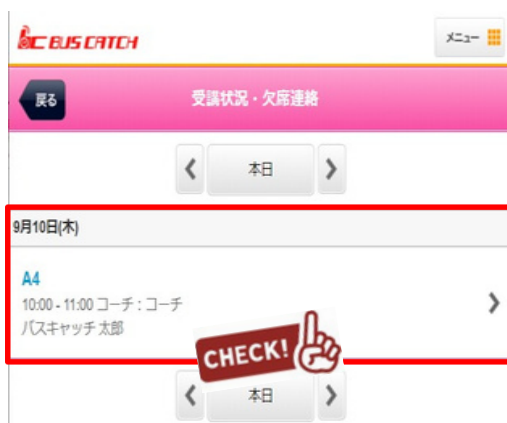 BUS CATCH
メニュー
戻る
受講状況・欠席連絡
本日
9月10日(木)
A4
10:00 - 11:00 コーチ : コーチ
バスキャッチ 太郎
CHECK!
本日